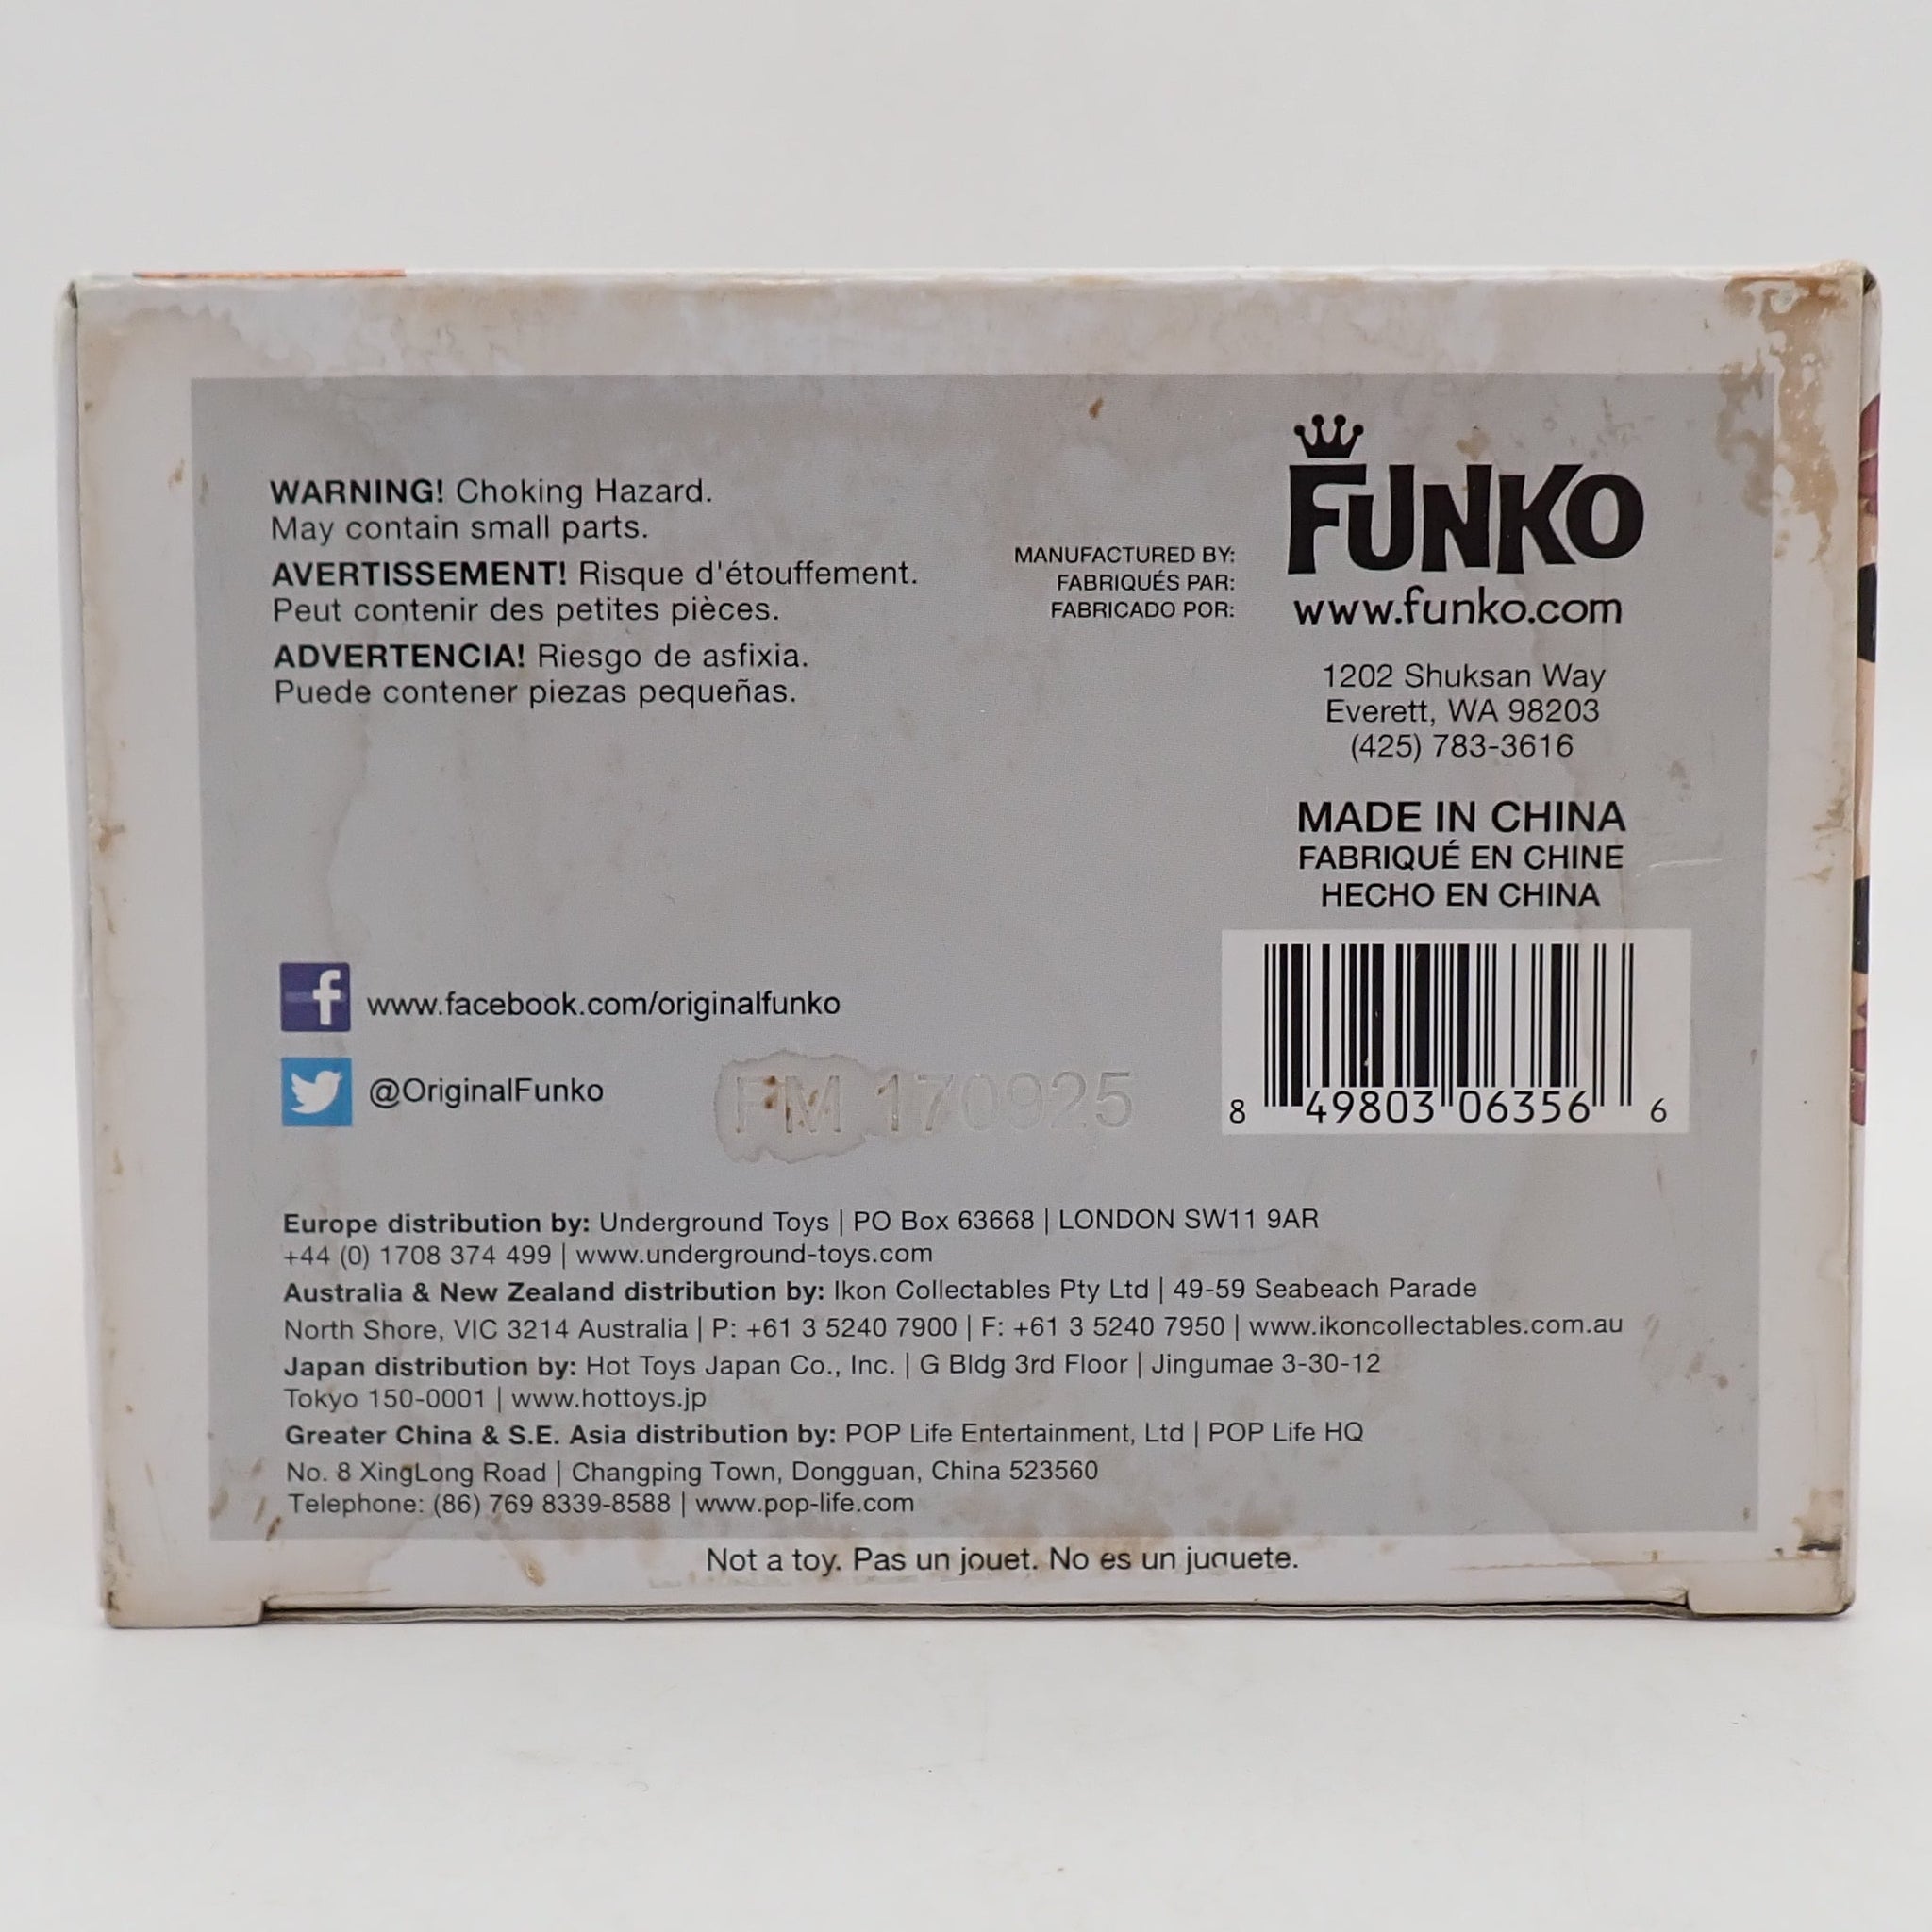 WARNING! Choking Hazard.
May contain small parts.
AVERTISSEMENT! Risque d'étouffement.
Peut contenir des petites pièces.
ADVERTENCIA! Riesgo de asfixia.
Puede contener piezas pequeñas.
MANUFACTURED BY:
FABRIQUÉS PAR:
FABRICADO POR:
FUNKO
www.funko.com
1202 Shuksan Way
Everett, WA 98203
(425) 783-3616
MADE IN CHINA
FABRIQUÉ EN CHINE
HECHO EN CHINA
f www.facebook.com/originalfunko
@OriginalFunko
FM 170925
8 49803 06356 6
Europe distribution by: Underground Toys | PO Box 63668 | LONDON SW11 9AR
+44 (0) 1708 374 499 | www.underground-toys.com
Australia & New Zealand distribution by: Ikon Collectables Pty Ltd | 49-59 Seabeach Parade
North Shore, VIC 3214 Australia | P: +61 3 5240 7900 | F: +61 3 5240 7950 | www.ikoncollectables.com.au
Japan distribution by: Hot Toys Japan Co., Inc. | G Bldg 3rd Floor | Jingumae 3-30-12
Tokyo 150-0001 | www.hottoys.jp
Greater China & S.E. Asia distribution by: POP Life Entertainment, Ltd | POP Life HQ
No. 8 XingLong Road | Changping Town, Dongguan, China 523560
Telephone: (86) 769 8339-8588 | www.pop-life.com
Not a toy. Pas un jouet. No es un juguete.